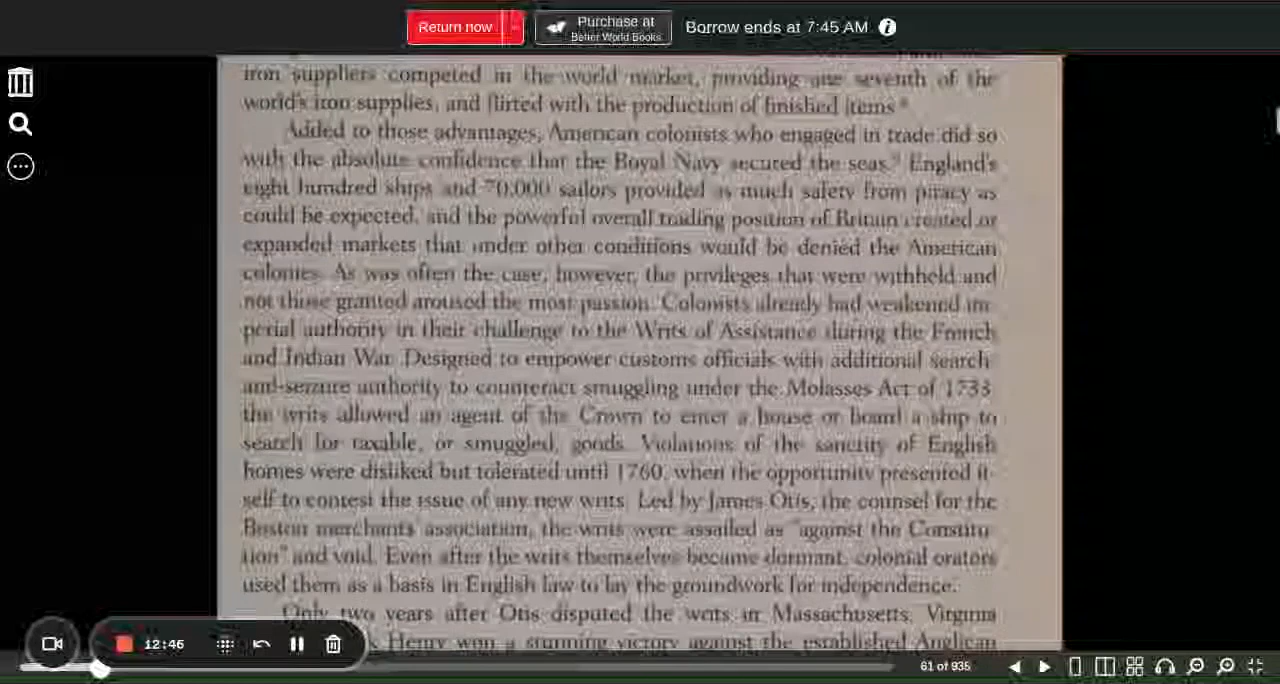 Return now
Purchase at
Better World Books
Borrow ends at 7:45 AM
iron suppliers competed in the world market, providing one seventh of the
world's iron supplies, and flirted with the production of finished items
Added to those advantages, American colonists who engaged in trade did so
with the absolute confidence that the Royal Navy secured the seas. England's
eight hundred ships and 70,000 sailors provided as much safety from piracy as
could be expected, and the powerful overall trading position of Britain created or
expanded markets that under other conditions would be denied the American
colonies. As was often the case, however, the privileges that were withheld and
not those granted aroused the most passion. Colonists already had weakened im-
perial authority in their challenge to the Writs of Assistance during the French
and Indian War. Designed to empower customs officials with additional search-
and-seizure authority to counteract smuggling under the Molasses Act of 1733,
the writs allowed an agent of the Crown to enter a house or board a ship to
search for taxable, or smuggled, goods. Violations of the sanctity of English
homes were disliked but tolerated until 1760, when the opportunity presented it-
self to contest the issue of any new writs. Led by James Otis, the counsel for the
Boston merchants' association, the writs were assailed as "against the Constitu-
tion" and void. Even after the writs themselves became dormant, colonial orators
used them as a basis in English law to lay the groundwork for independence.
Only two years after Otis disputed the writs in Massachusetts, Virginia
Henry won a stunning victory against the established Anglican
12:46
61 of 935